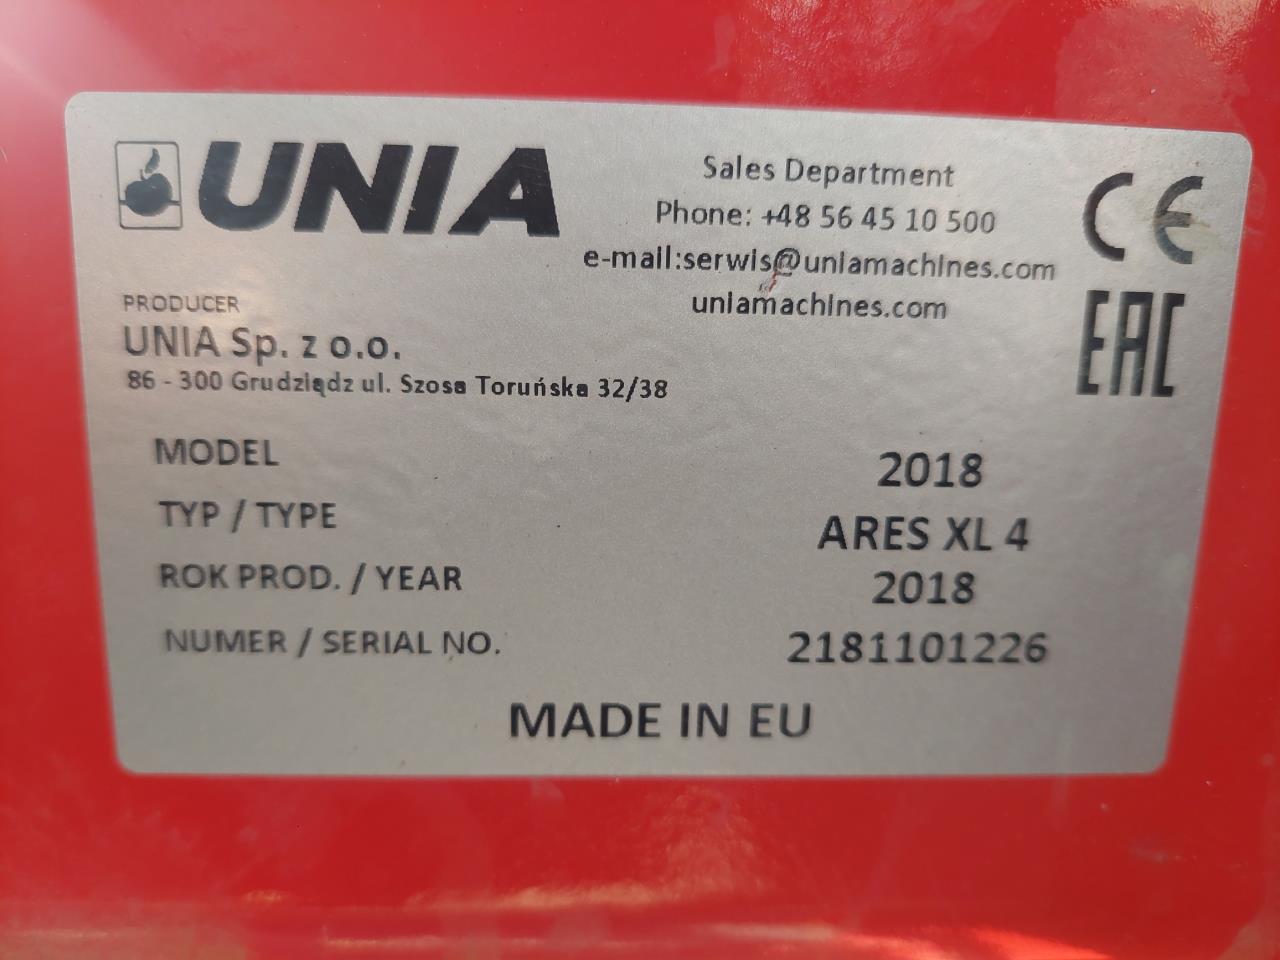 UNIA
Sales Department
Phone: +48 56 45 10 500
e-mail:serwis@uniamachines.com
uniamachines.com
CE
EAC
PRODUCER
UNIA Sp. z o.o.
86 - 300 Grudziądz ul. Szosa Toruńska 32/38
MODEL 2018
TYP / TYPE ARES XL 4
ROK PROD. / YEAR 2018
NUMER / SERIAL NO. 2181101226
MADE IN EU